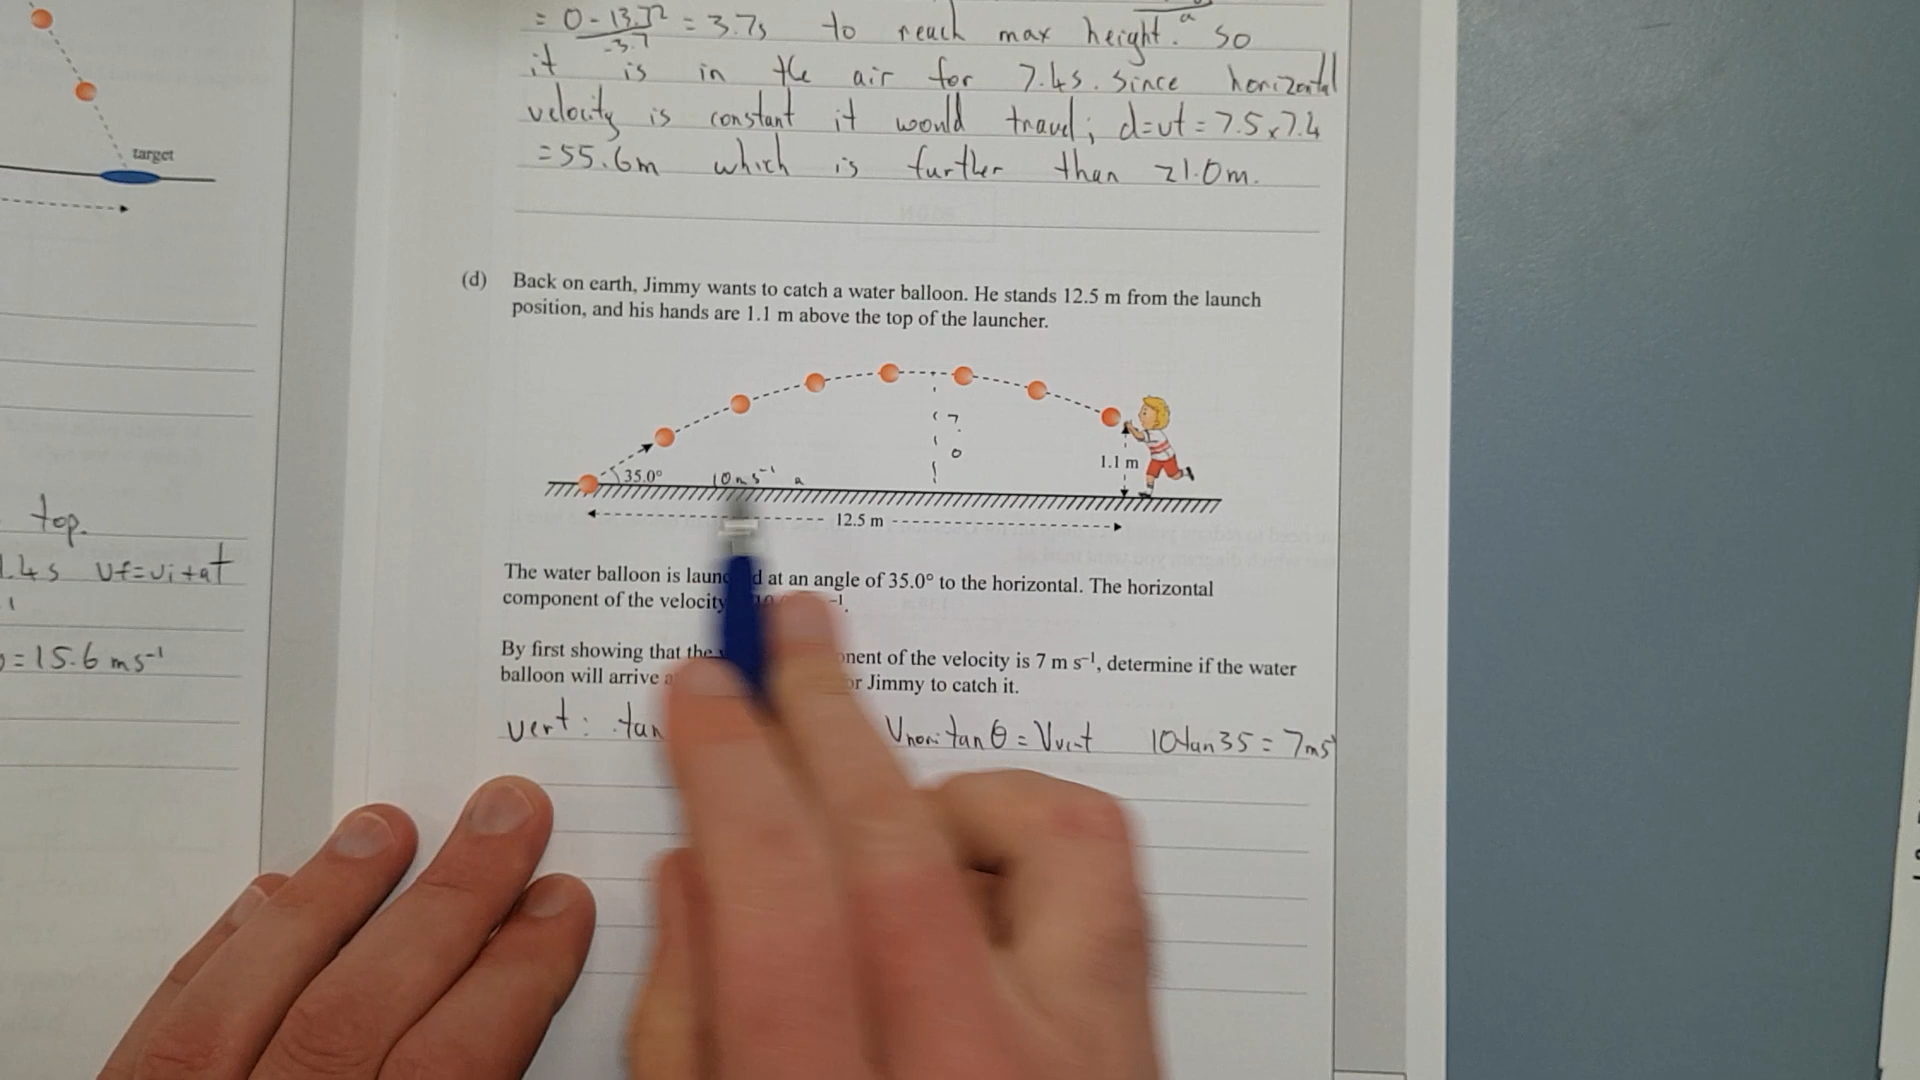 = 0 - 13.72 = 3.7s to reach max height. so
-3.7
a
it is in the air for 7.4s. since horizontal
velocity is constant it would travel; d=vt = 7.5 x 7.4
= 55.6m which is further than 21.0m.
target
top.
1.4s vf=vi+at
= 15.6 ms⁻¹
(d) Back on earth, Jimmy wants to catch a water balloon. He stands 12.5 m from the launch
position, and his hands are 1.1 m above the top of the launcher.
35.0°
10ms⁻¹
1.1 m
12.5 m
The water balloon is at an angle of 35.0° to the horizontal. The horizontal
component of the velocity
By first showing that the of the velocity is 7 m s⁻¹, determine if the water
balloon will arrive Jimmy to catch it.
vert: tan Vhori tan θ = Vvert 10tan35 = 7ms